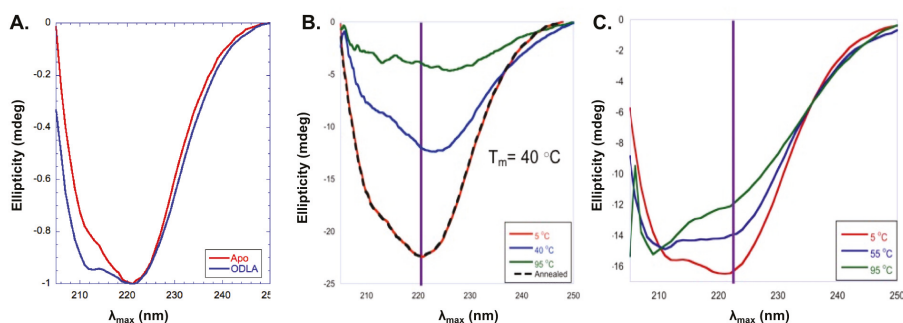 A.
Ellipticity (mdeg)
0
-0.2
-0.4
-0.6
-0.8
-1
210
220
230
240
250
Apo
ODLA
λmax (nm)
B.
Ellipticity (mdeg)
0
-5
-10
-15
-20
-25
210
220
230
240
250
Tm= 40 °C
5 °C
40 °C
95 °C
Annealed
λmax (nm)
C.
Ellipticity (mdeg)
0
-2
-4
-6
-8
-10
-12
-14
-16
210
220
230
240
250
5 °C
55 °C
95 °C
λmax (nm)